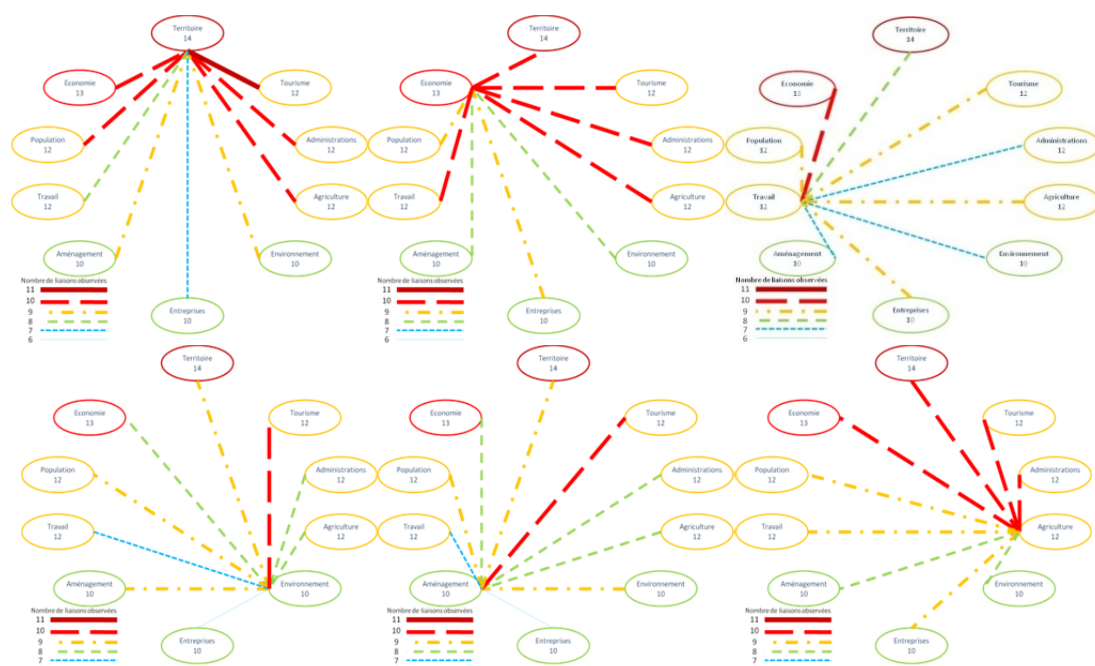 Territoire
14
Economie
13
Tourisme
12
Population
12
Administrations
12
Travail
12
Agriculture
12
Aménagement
10
Environnement
10
Entreprises
10
Nombre de liaisons observées
11
10
9
8
7
6
Territoire
14
Economie
13
Tourisme
12
Population
12
Administrations
12
Travail
12
Agriculture
12
Aménagement
10
Environnement
10
Entreprises
10
Nombre de liaisons observées
11
10
9
8
7
6
Territoire
14
Economie
13
Tourisme
12
Population
12
Administrations
12
Travail
12
Agriculture
12
Aménagement
10
Environnement
10
Entreprises
10
Nombre de liaisons observées
11
10
9
8
7
6
Territoire
14
Economie
13
Tourisme
12
Population
12
Administrations
12
Travail
12
Agriculture
12
Aménagement
10
Environnement
10
Entreprises
10
Nombre de liaisons observées
11
10
9
8
7
Territoire
14
Economie
13
Tourisme
12
Population
12
Administrations
12
Travail
12
Agriculture
12
Aménagement
10
Environnement
10
Entreprises
10
Nombre de liaisons observées
11
10
9
8
7
Territoire
14
Economie
13
Tourisme
12
Population
12
Administrations
12
Travail
12
Agriculture
12
Aménagement
10
Environnement
10
Entreprises
10
Nombre de liaisons observées
11
10
9
8
7